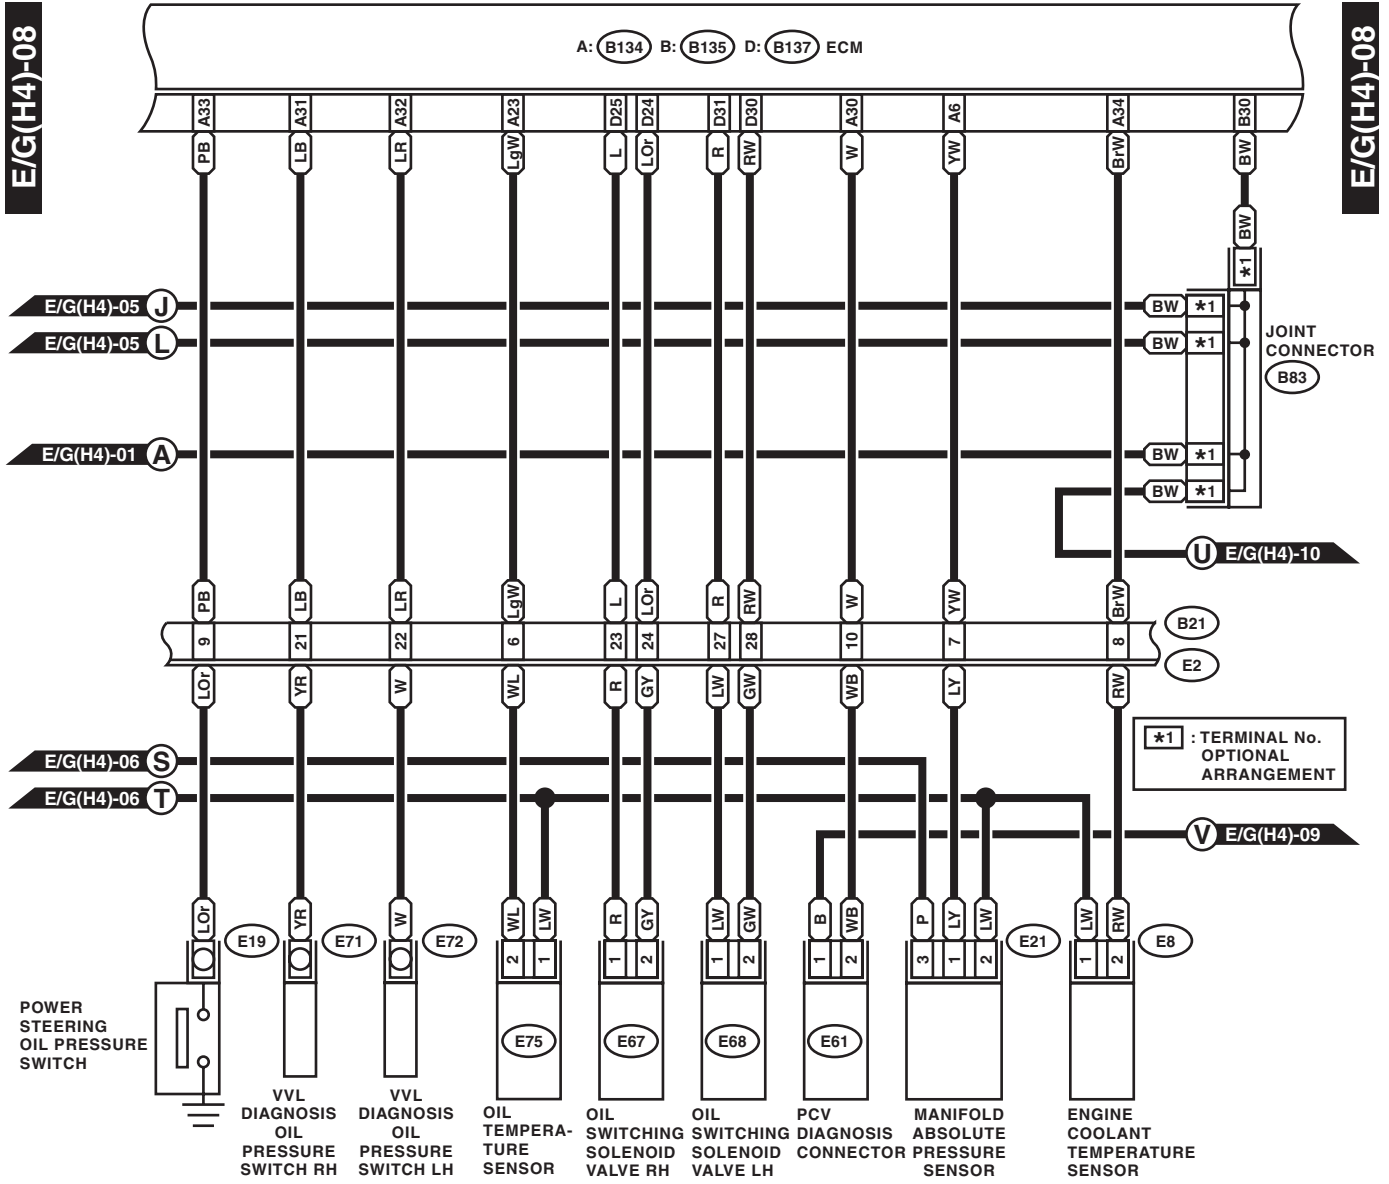 E/G(H4)-08
E/G(H4)-08
A: B134 B: B135 D: B137 ECM
A33 A31 A32 A23 D25 D24 D31 D30 A30 A6 A34 B30
PB LB LR LgW L LOr R RW W YW BrW BW
BW
*1
E/G(H4)-05 J BW *1
E/G(H4)-05 L BW *1
JOINT
CONNECTOR
B83
E/G(H4)-01 A BW *1
BW *1
U E/G(H4)-10
PB LB LR LgW L LOr R RW W YW BrW
B21
9 21 22 6 23 24 27 28 10 7 8
E2
LOr YR W WL R GY LW GW WB LY RW
*1 : TERMINAL No.
OPTIONAL
ARRANGEMENT
E/G(H4)-06 S
E/G(H4)-06 T
V E/G(H4)-09
LOr YR W WL LW R GY LW GW B WB P LY LW LW RW
E19 E71 E72 E21 E8
2 1 1 2 1 2 1 2 3 1 2 1 2
E75 E67 E68 E61
POWER
STEERING
OIL PRESSURE
SWITCH
VVL
DIAGNOSIS
OIL
PRESSURE
SWITCH RH
VVL
DIAGNOSIS
OIL
PRESSURE
SWITCH LH
OIL
TEMPERA-
TURE
SENSOR
OIL
SWITCHING
SOLENOID
VALVE RH
OIL
SWITCHING
SOLENOID
VALVE LH
PCV
DIAGNOSIS
CONNECTOR
MANIFOLD
ABSOLUTE
PRESSURE
SENSOR
ENGINE
COOLANT
TEMPERATURE
SENSOR